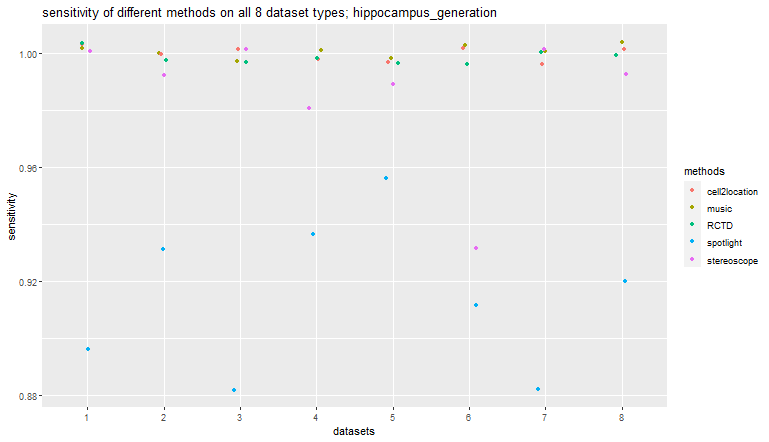 sensitivity of different methods on all 8 dataset types; hippocampus_generation
1.00
0.96
0.92
0.88
sensitivity
1 2 3 4 5 6 7 8
datasets
methods
cell2location
music
RCTD
spotlight
stereoscope